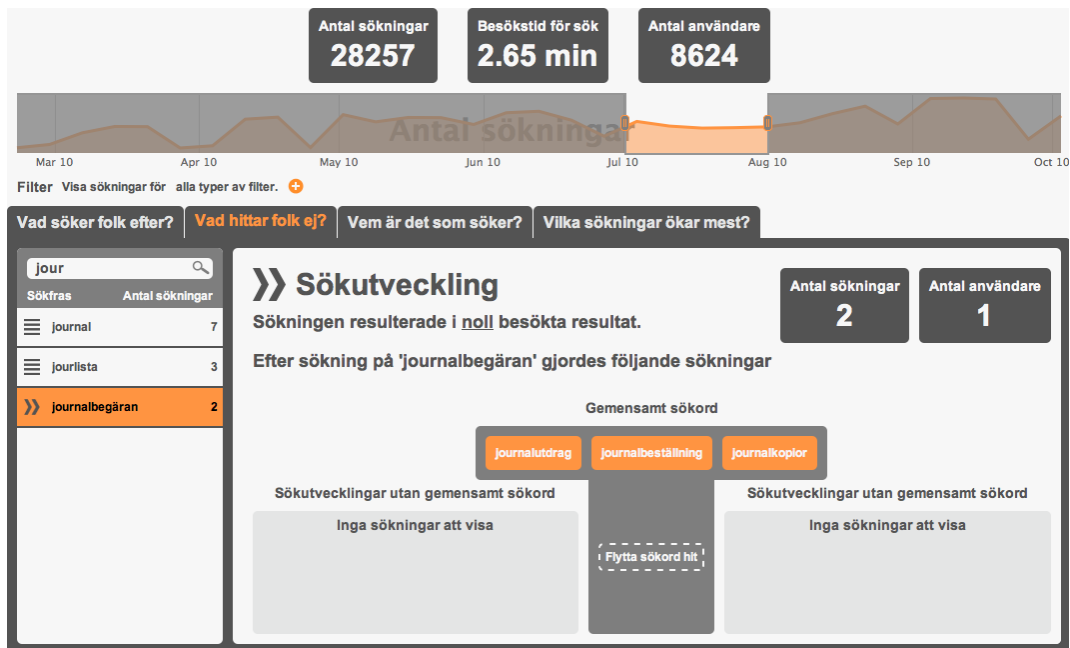 Antal sökningar
28257
Besökstid för sök
2.65 min
Antal användare
8624
Antal sökningar
Mar 10 Apr 10 May 10 Jun 10 Jul 10 Aug 10 Sep 10 Oct 10
Filter Visa sökningar för alla typer av filter.
Vad söker folk efter? Vad hittar folk ej? Vem är det som söker? Vilka sökningar ökar mest?
jour
Sökfras Antal sökningar
journal 7
jourlista 3
journalbegäran 2
Sökutveckling
Antal sökningar
2
Antal användare
1
Sökningen resulterade i noll besökta resultat.
Efter sökning på 'journalbegäran' gjordes följande sökningar
Gemensamt sökord
journalutdrag journalbeställning journalkopior
Sökutvecklingar utan gemensamt sökord Sökutvecklingar utan gemensamt sökord
Inga sökningar att visa Inga sökningar att visa
Flytta sökord hit